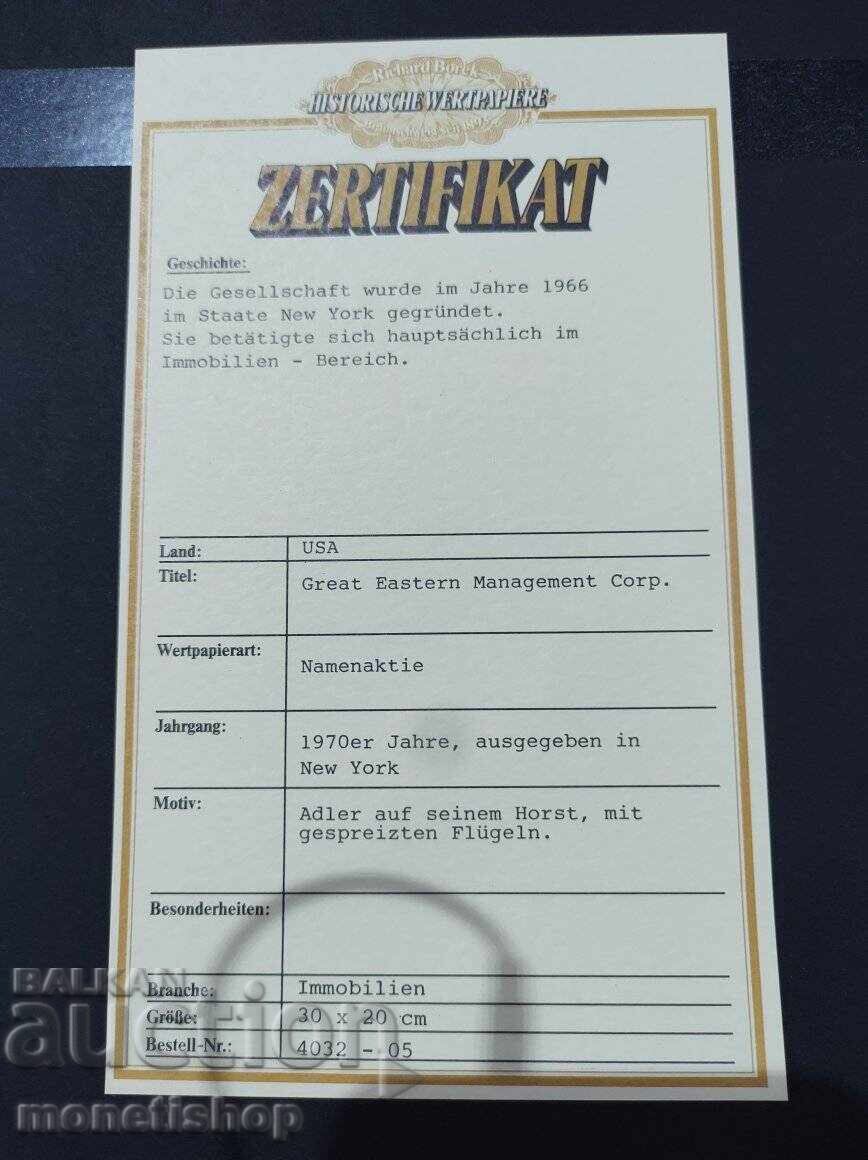 Richard Borek
HISTORISCHE WERTPAPIERE
ZERTIFIKAT
Geschichte:
Die Gesellschaft wurde im Jahre 1966
im Staate New York gegründet.
Sie betätigte sich hauptsächlich im
Immobilien - Bereich.
Land: USA
Titel: Great Eastern Management Corp.
Wertpapierart: Namenaktie
Jahrgang: 1970er Jahre, ausgegeben in
New York
Motiv: Adler auf seinem Horst, mit
gespreizten Flügeln.
Besonderheiten:
Branche: Immobilien
Größe: 30 x 20 cm
Bestell-Nr.: 4032 - 05
BALKAN
auction
monetishop